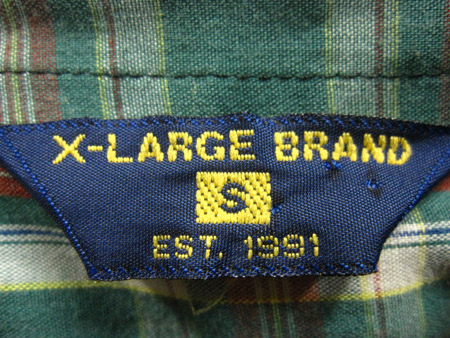 X-LARGE BRAND
S
EST. 1991